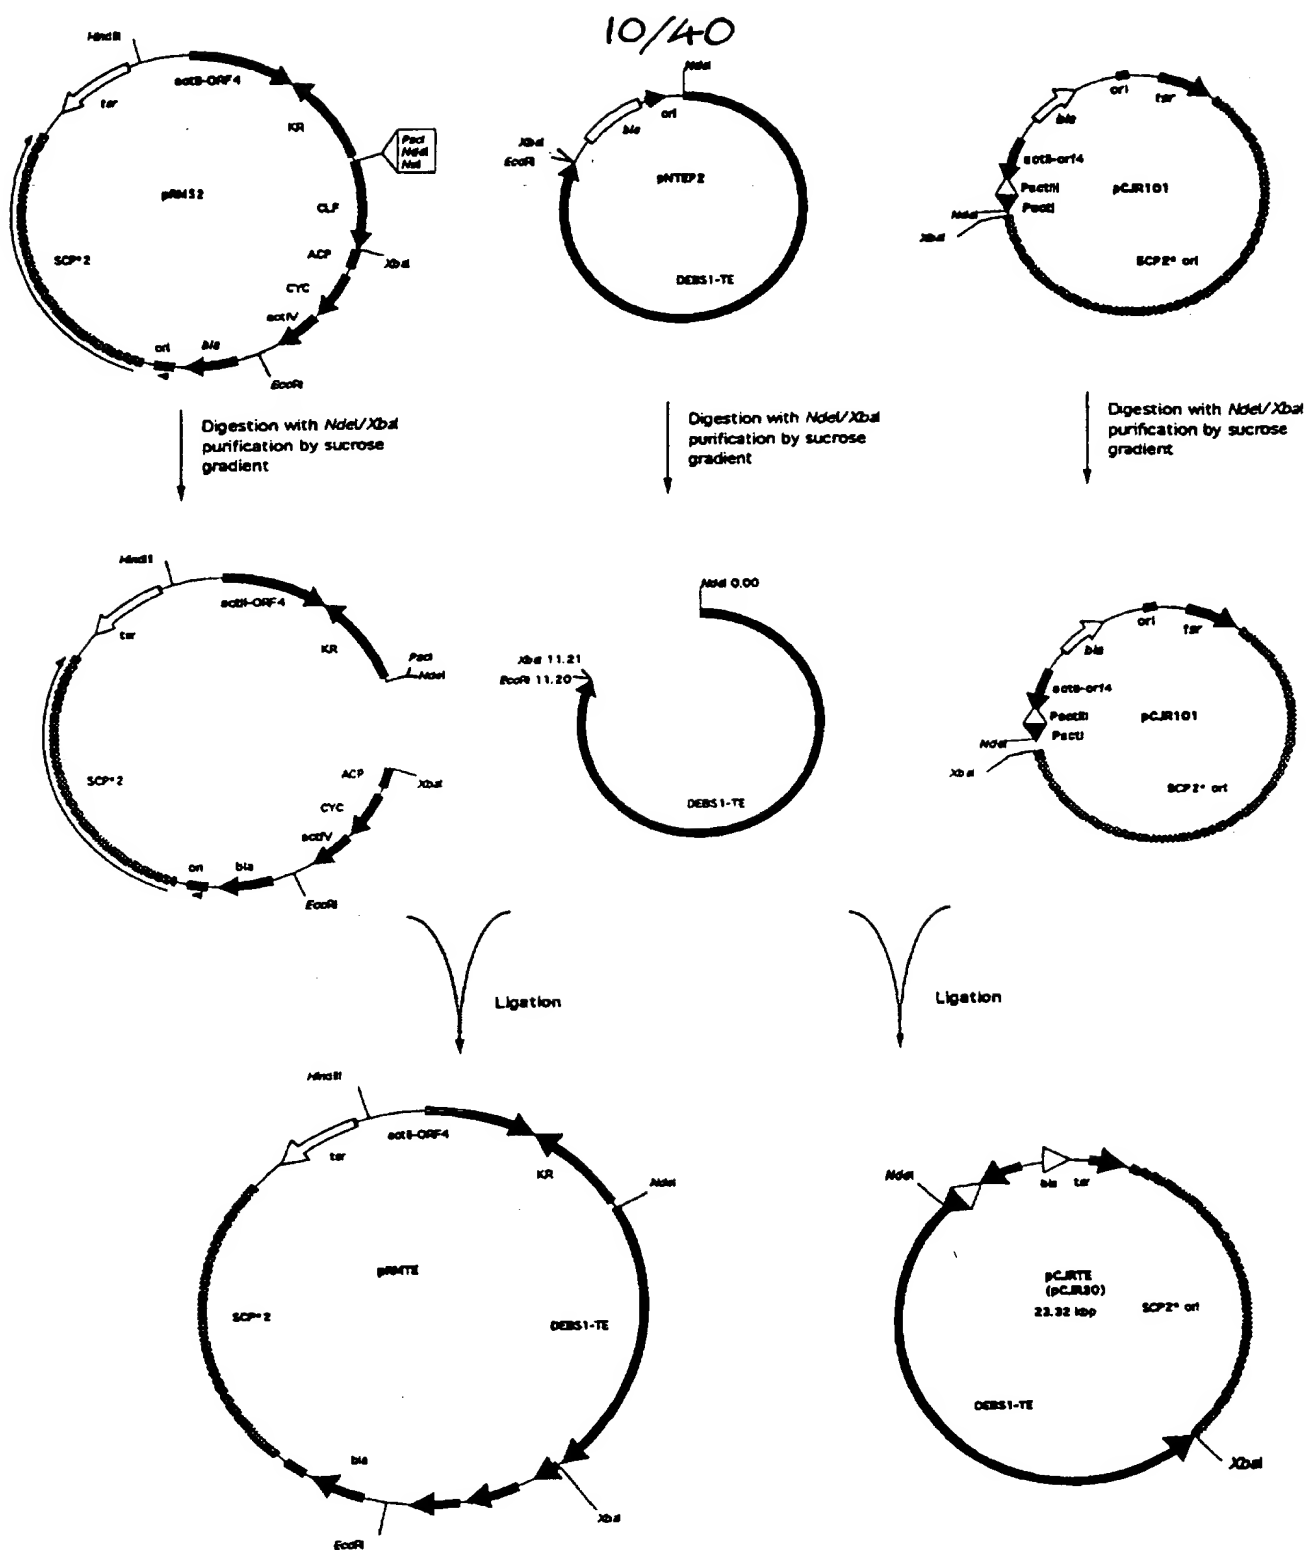 10/40
HindIII
actII-ORF4
tsr
KR
PacI
NdeI
pRMS2
CLF
ACP
XbaI
SCP*2
CYC
actIV
ori
bla
EcoRI
NdeI
ori
bla
XbaI
EcoRI
pNTEP2
DEBS1-TE
ori
tsr
bla
actII-orf4
PactIII
PactI
pCJR101
NdeI
XbaI
SCP2* ori
Digestion with NdeI/XbaI
purification by sucrose
gradient
Digestion with NdeI/XbaI
purification by sucrose
gradient
Digestion with NdeI/XbaI
purification by sucrose
gradient
HindIII
actII-ORF4
tsr
KR
PacI
NdeI
SCP*2
ACP
XbaI
CYC
actIV
ori
bla
EcoRI
NdeI 0.00
XbaI 11.21
EcoRI 11.20
DEBS1-TE
ori
tsr
bla
actII-orf4
PactIII
PactI
pCJR101
NdeI
XbaI
SCP2* ori
Ligation
Ligation
HindIII
actII-ORF4
tsr
KR
NdeI
pRMTE
SCP*2
DEBS1-TE
bla
XbaI
EcoRI
NdeI
bla
tsr
pCJRTE
(pCJR30)
23.32 kbp
SCP2* ori
DEBS1-TE
XbaI